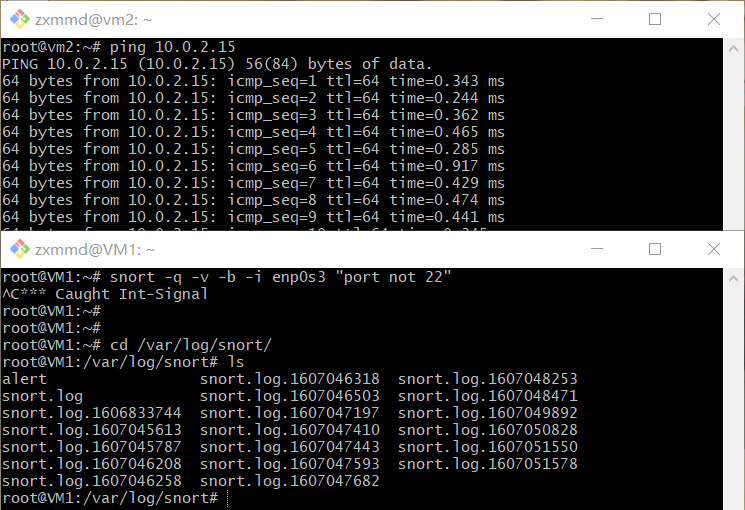 zxmmd@vm2: ~
root@vm2:~# ping 10.0.2.15
PING 10.0.2.15 (10.0.2.15) 56(84) bytes of data.
64 bytes from 10.0.2.15: icmp_seq=1 ttl=64 time=0.343 ms
64 bytes from 10.0.2.15: icmp_seq=2 ttl=64 time=0.244 ms
64 bytes from 10.0.2.15: icmp_seq=3 ttl=64 time=0.362 ms
64 bytes from 10.0.2.15: icmp_seq=4 ttl=64 time=0.465 ms
64 bytes from 10.0.2.15: icmp_seq=5 ttl=64 time=0.285 ms
64 bytes from 10.0.2.15: icmp_seq=6 ttl=64 time=0.917 ms
64 bytes from 10.0.2.15: icmp_seq=7 ttl=64 time=0.429 ms
64 bytes from 10.0.2.15: icmp_seq=8 ttl=64 time=0.474 ms
64 bytes from 10.0.2.15: icmp_seq=9 ttl=64 time=0.441 ms
zxmmd@VM1: ~
root@VM1:~# snort -q -v -b -i enp0s3 "port not 22"
^C*** Caught Int-Signal
root@VM1:~#
root@VM1:~#
root@VM1:~# cd /var/log/snort/
root@VM1:/var/log/snort# ls
alert snort.log.1607046318 snort.log.1607048253
snort.log snort.log.1607046503 snort.log.1607048471
snort.log.1606833744 snort.log.1607047197 snort.log.1607049892
snort.log.1607045613 snort.log.1607047410 snort.log.1607050828
snort.log.1607045787 snort.log.1607047443 snort.log.1607051550
snort.log.1607046208 snort.log.1607047593 snort.log.1607051578
snort.log.1607046258 snort.log.1607047682
root@VM1:/var/log/snort#